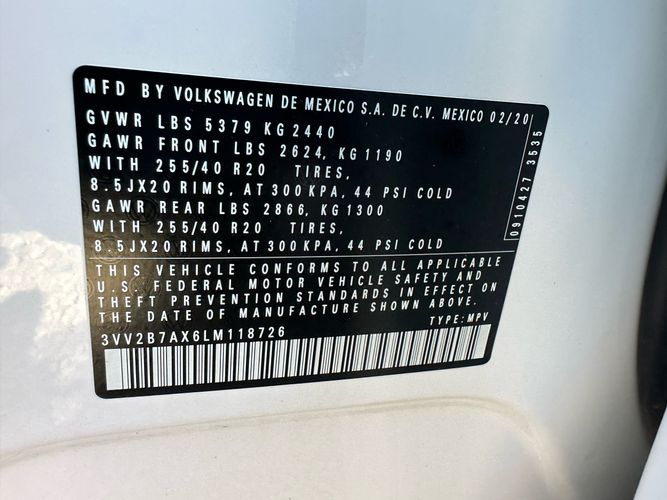 MFD BY VOLKSWAGEN DE MEXICO S.A. DE C.V. MEXICO 02/20
GVWR LBS 5379 KG 2440
GAWR FRONT LBS 2624, KG 1190
WITH 255/40 R20 TIRES,
8.5JX20 RIMS, AT 300 KPA, 44 PSI COLD
GAWR REAR LBS 2866, KG 1300
WITH 255/40 R20 TIRES,
8.5JX20 RIMS, AT 300 KPA, 44 PSI COLD
0910427 3535
THIS VEHICLE CONFORMS TO ALL APPLICABLE
U.S. FEDERAL MOTOR VEHICLE SAFETY AND
THEFT PREVENTION STANDARDS IN EFFECT ON
THE DATE OF MANUFACTURE SHOWN ABOVE.
3VV2B7AX6LM118726 TYPE: MPV